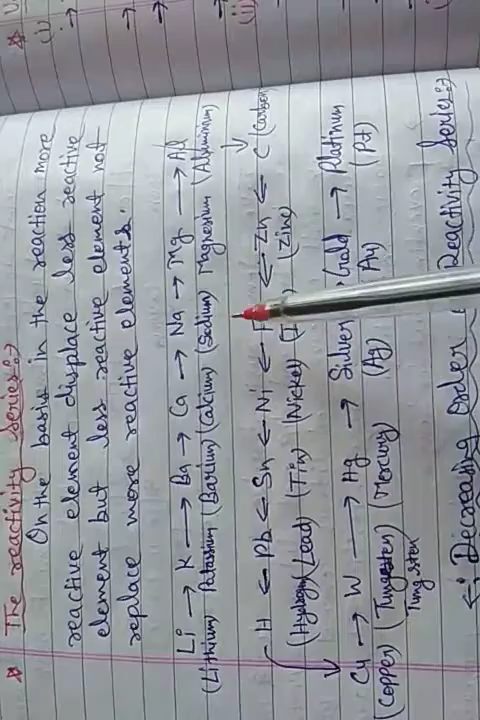 * The reactivity series :→
On the basis in the reaction more
reactive element displace less reactive
element but less reactive element not
replace more reactive elements.
Li → K → Ba → Ca → Na → Mg → Al
(Lithium) Potassium (Barium) (Calcium) (Sodium) Magnesium (Aluminium)
H ← Pb ← Sn ← Ni ← ← Zn ← C (Carbon)
(Hydrogen) (Lead) (Tin) (Nickel) (Zinc)
Cu → W → Hg → Silver → Gold → Platinum
(Copper) (Tungsten) (Mercury) (Ag) Au (Pt)
Tungsten
← : Decreasing Order Reactivity Series :→